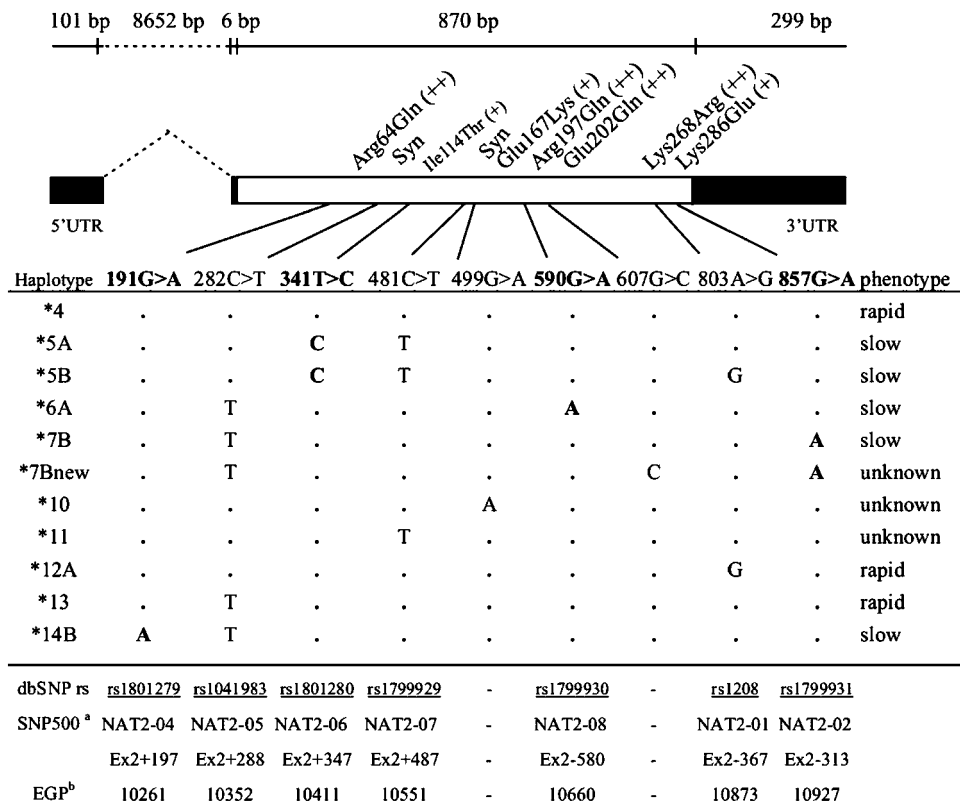 101 bp 8652 bp 6 bp 870 bp 299 bp
Arg64Gln (++)
Syn
Ile114Thr (+)
Syn
Glu167Lys (+)
Arg197Gln (++)
Glu202Gln (++)
Lys268Arg (++)
Lys286Glu (+)
5'UTR 3'UTR
Haplotype 191G>A 282C>T 341T>C 481C>T 499G>A 590G>A 607G>C 803A>G 857G>A phenotype
*4 . . . . . . . . . rapid
*5A . . C T . . . . . slow
*5B . . C T . . . G . slow
*6A . T . . . A . . . slow
*7B . T . . . . . . A slow
*7Bnew . T . . . . C . A unknown
*10 . . . . A . . . . unknown
*11 . . . T . . . . . unknown
*12A . . . . . . . G . rapid
*13 . T . . . . . . . rapid
*14B A T . . . . . . . slow
dbSNP rs rs1801279 rs1041983 rs1801280 rs1799929 - rs1799930 - rs1208 rs1799931
SNP500 a NAT2-04 NAT2-05 NAT2-06 NAT2-07 - NAT2-08 - NAT2-01 NAT2-02
Ex2+197 Ex2+288 Ex2+347 Ex2+487 - Ex2-580 - Ex2-367 Ex2-313
EGPb 10261 10352 10411 10551 - 10660 - 10873 10927